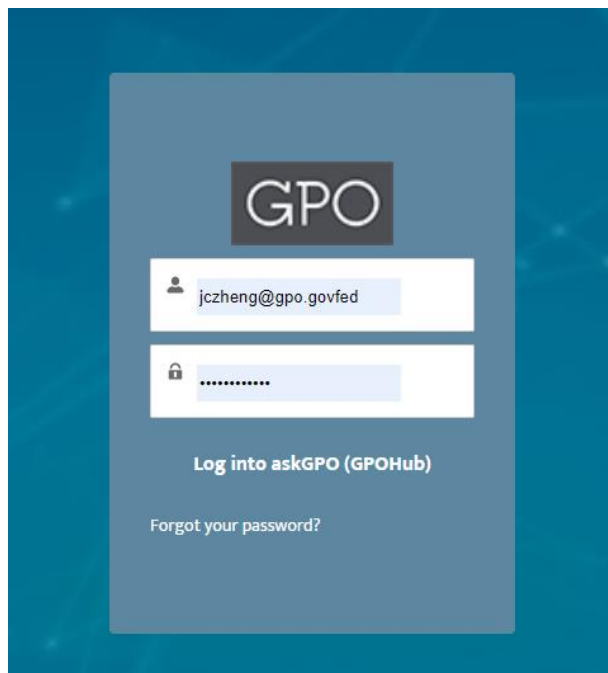 GPO
jczheng@gpo.govfed
••••••••••••
Log into askGPO (GPOHub)
Forgot your password?